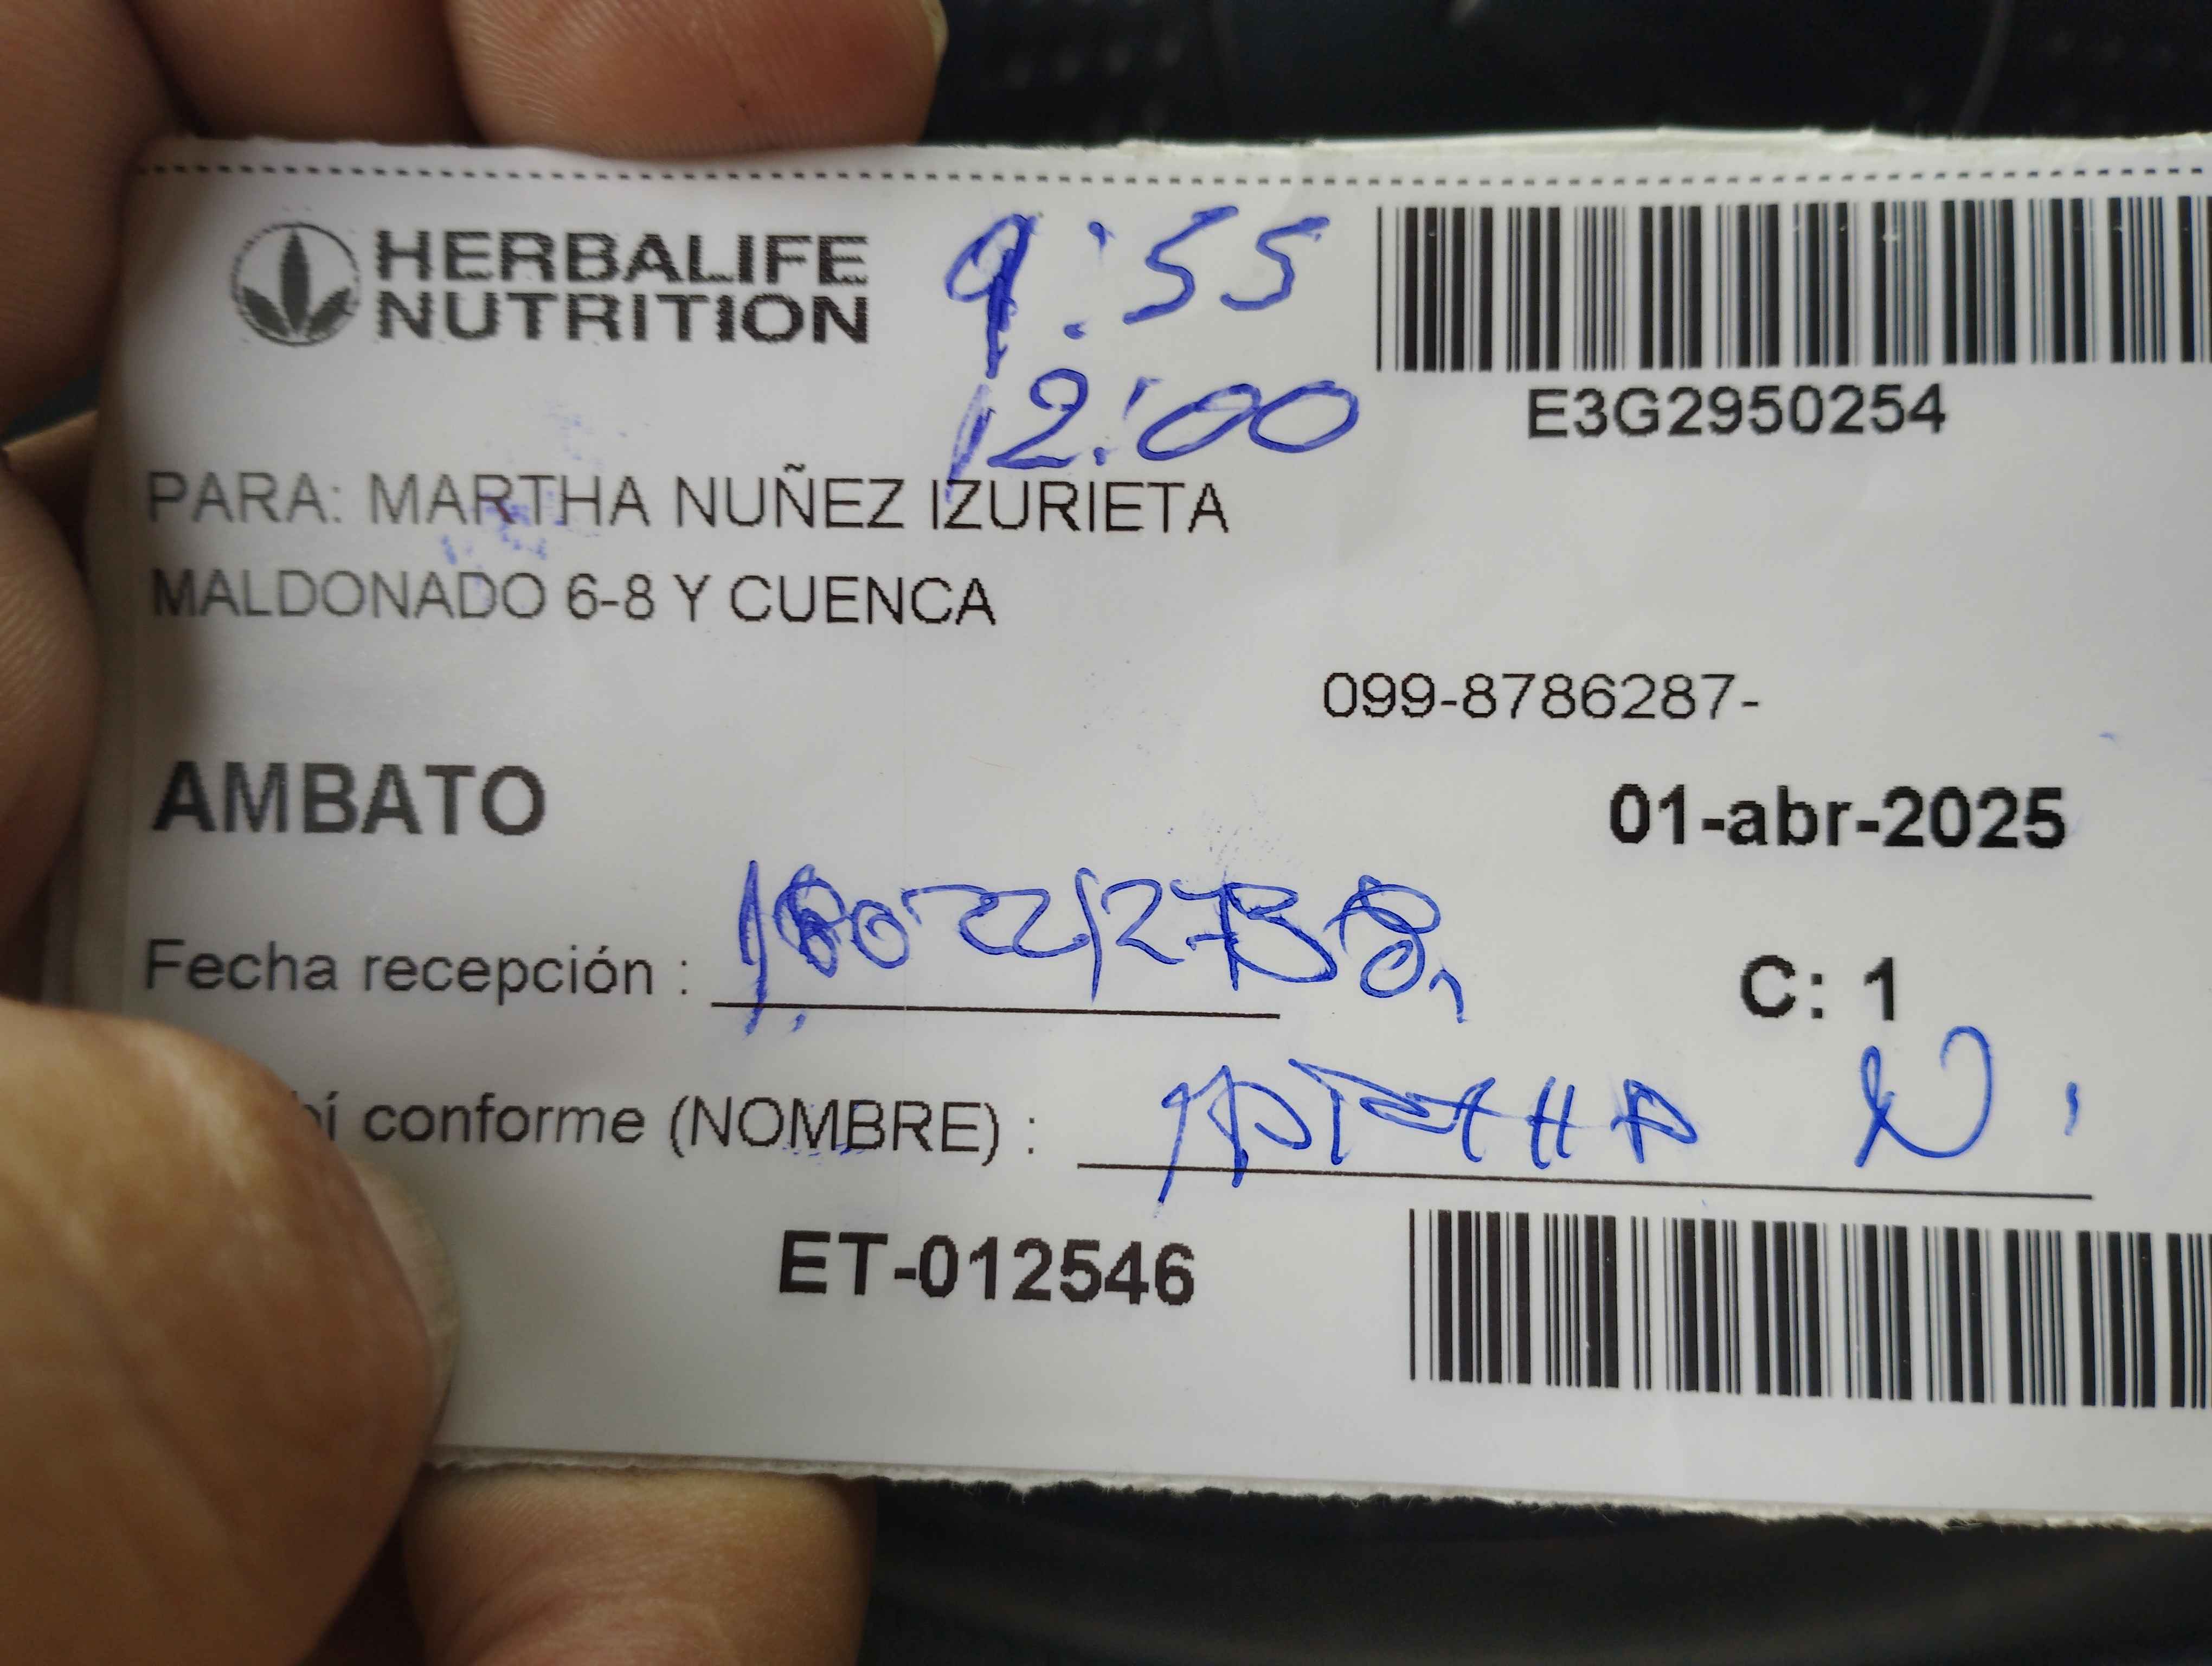 HERBALIFE
NUTRITION
9:55
12:00
E3G2950254
PARA: MARTHA NUÑEZ IZURIETA
MALDONADO 6-8 Y CUENCA
099-8786287-
AMBATO
01-abr-2025
Fecha recepción :
C: 1
bí conforme (NOMBRE) : N.
ET-012546